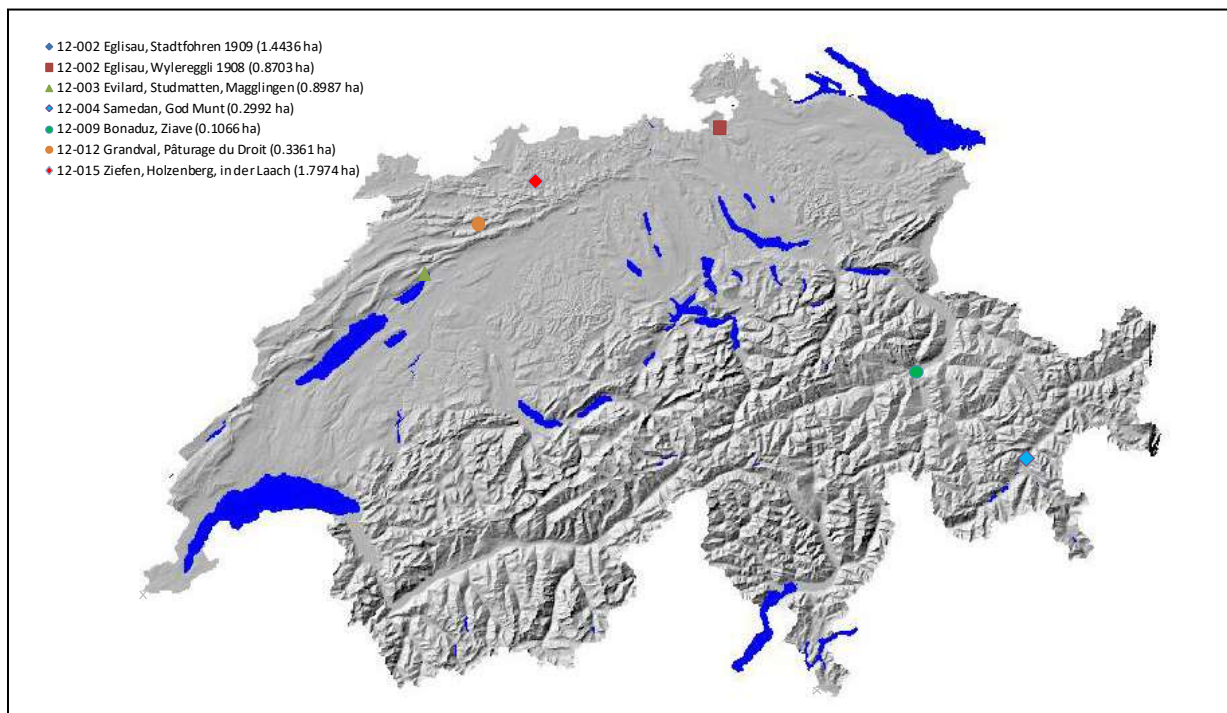 12-002 Eglisau, Stadtfohren 1909 (1.4436 ha)
12-002 Eglisau, Wylereggli 1908 (0.8703 ha)
12-003 Evilard, Studmatten, Magglingen (0.8987 ha)
12-004 Samedan, God Munt (0.2992 ha)
12-009 Bonaduz, Ziave (0.1066 ha)
12-012 Grandval, Pâturage du Droit (0.3361 ha)
12-015 Ziefen, Holzenberg, in der Laach (1.7974 ha)